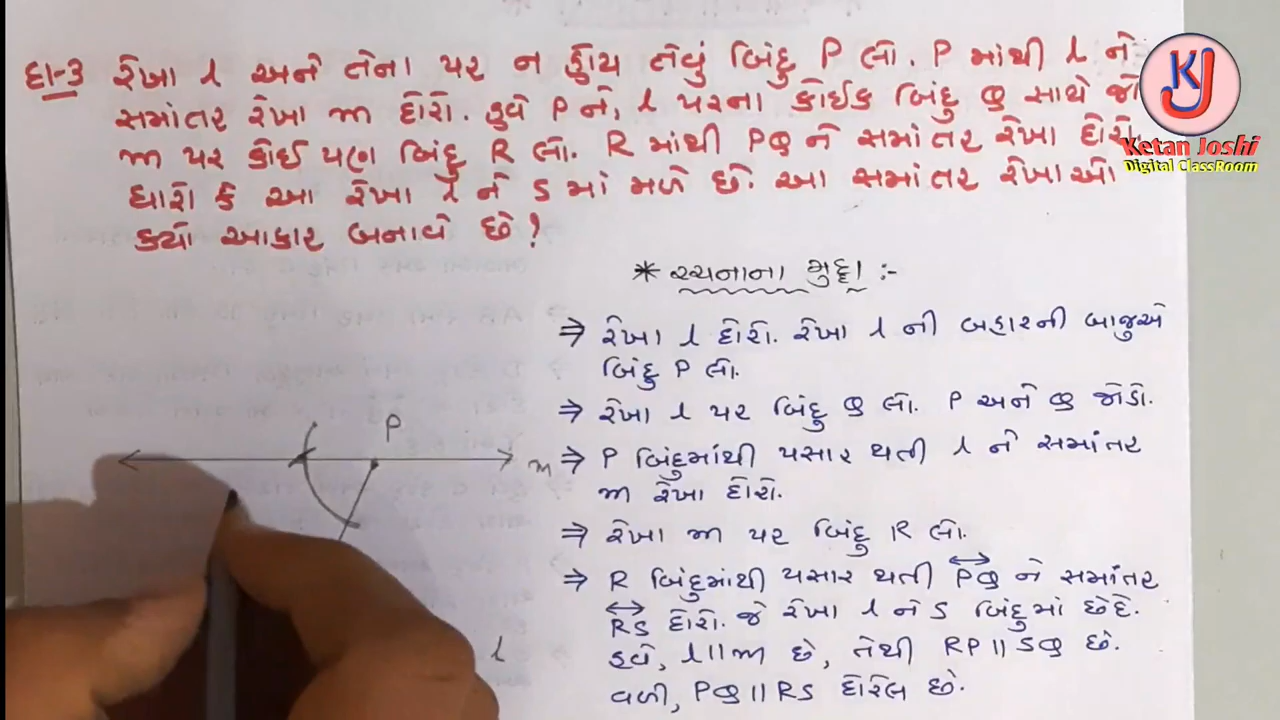 દા-૩ રેખા l અને તેના પર ન હોય તેવું બિંદુ P લો. P માંથી l ને
સમાંતર રેખા m દોરો. હવે P ને, l પરના કોઈક બિંદુ Q સાથે જો
m પર કોઈ પણ બિંદુ R લો. R માંથી PQ ને સમાંતર રેખા દોરો.
ધારો કે આ રેખા l ને S માં મળે છે. આ સમાંતર રેખાઓ
ક્યો આકાર બનાવે છે?
KJ
Ketan Joshi
Digital ClassRoom
* રચનાના મુદ્દા :-
⇒ રેખા l દોરો. રેખા l ની બહારની બાજુએ
બિંદુ P લો.
⇒ રેખા l પર બિંદુ Q લો. P અને Q જોડો.
⇒ P બિંદુમાંથી પસાર થતી l ને સમાંતર
m રેખા દોરો.
⇒ રેખા m પર બિંદુ R લો.
⇒ R બિંદુમાંથી પસાર થતી PQ ને સમાંતર
RS દોરો. જે રેખા l ને S બિંદુમાં છેદે.
હવે, l || m છે, તેથી RP || SQ છે.
વળી, PQ || RS દોરેલ છે.
P
m
l